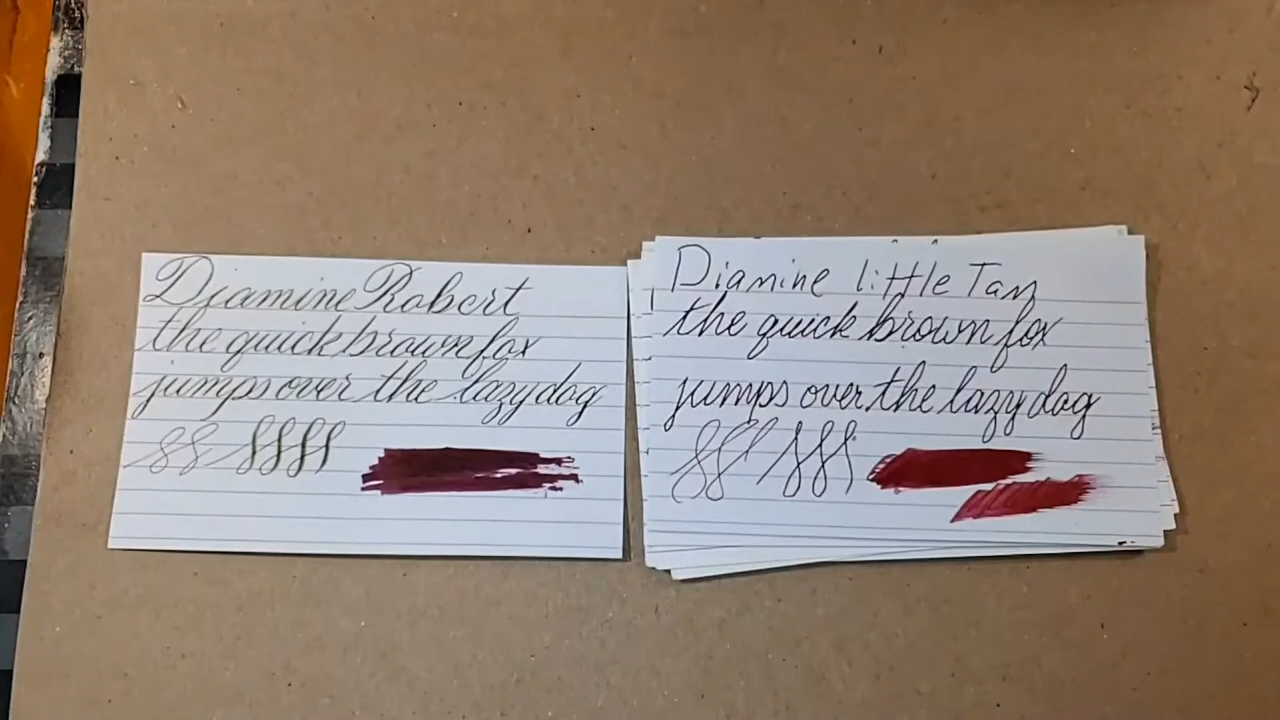 Diamine Robert
the quick brown fox
jumps over the lazy dog
Diamine little Tan
the quick brown fox
jumps over the lazy dog